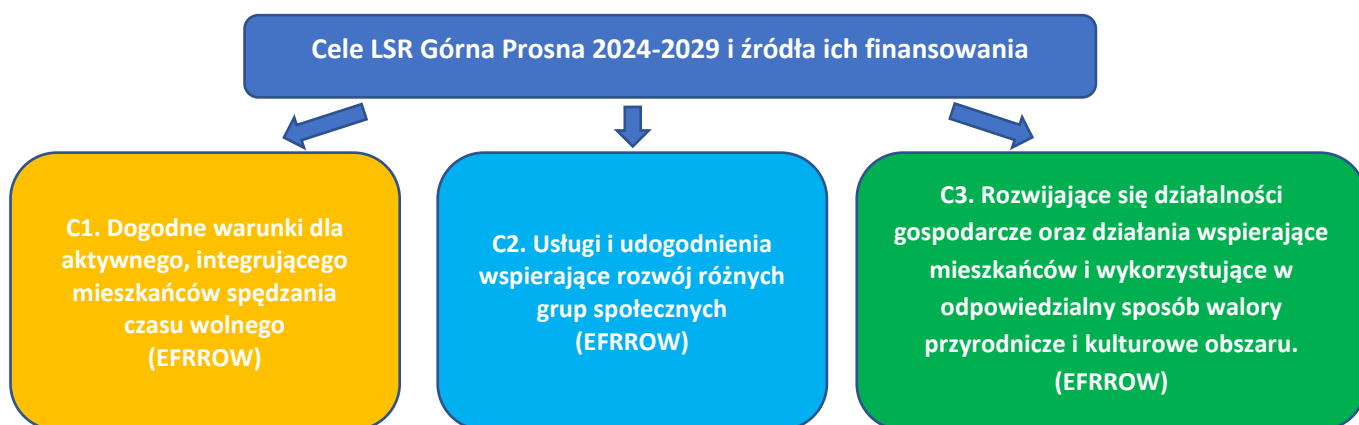 Cele LSR Górna Prosna 2024-2029 i źródła ich finansowania
C1. Dogodne warunki dla
aktywnego, integrującego
mieszkańców spędzania
czasu wolnego
(EFRROW)
C2. Usługi i udogodnienia
wspierające rozwój różnych
grup społecznych
(EFRROW)
C3. Rozwijające się działalności
gospodarcze oraz działania wspierające
mieszkańców i wykorzystujące w
odpowiedzialny sposób walory
przyrodnicze i kulturowe obszaru.
(EFRROW)